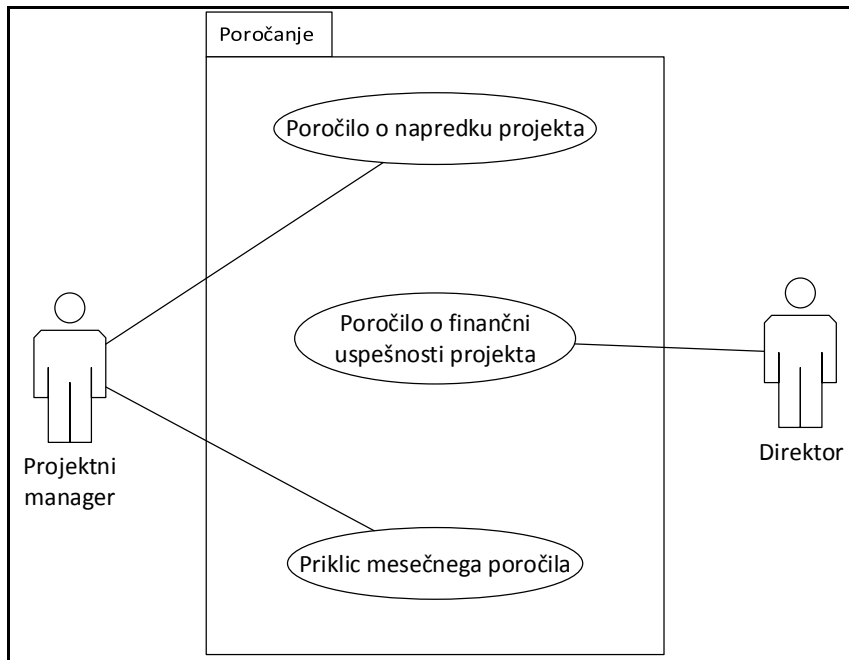 Poročanje
Poročilo o napredku projekta
Poročilo o finančni
uspešnosti projekta
Projektni
manager
Direktor
Priklic mesečnega poročila